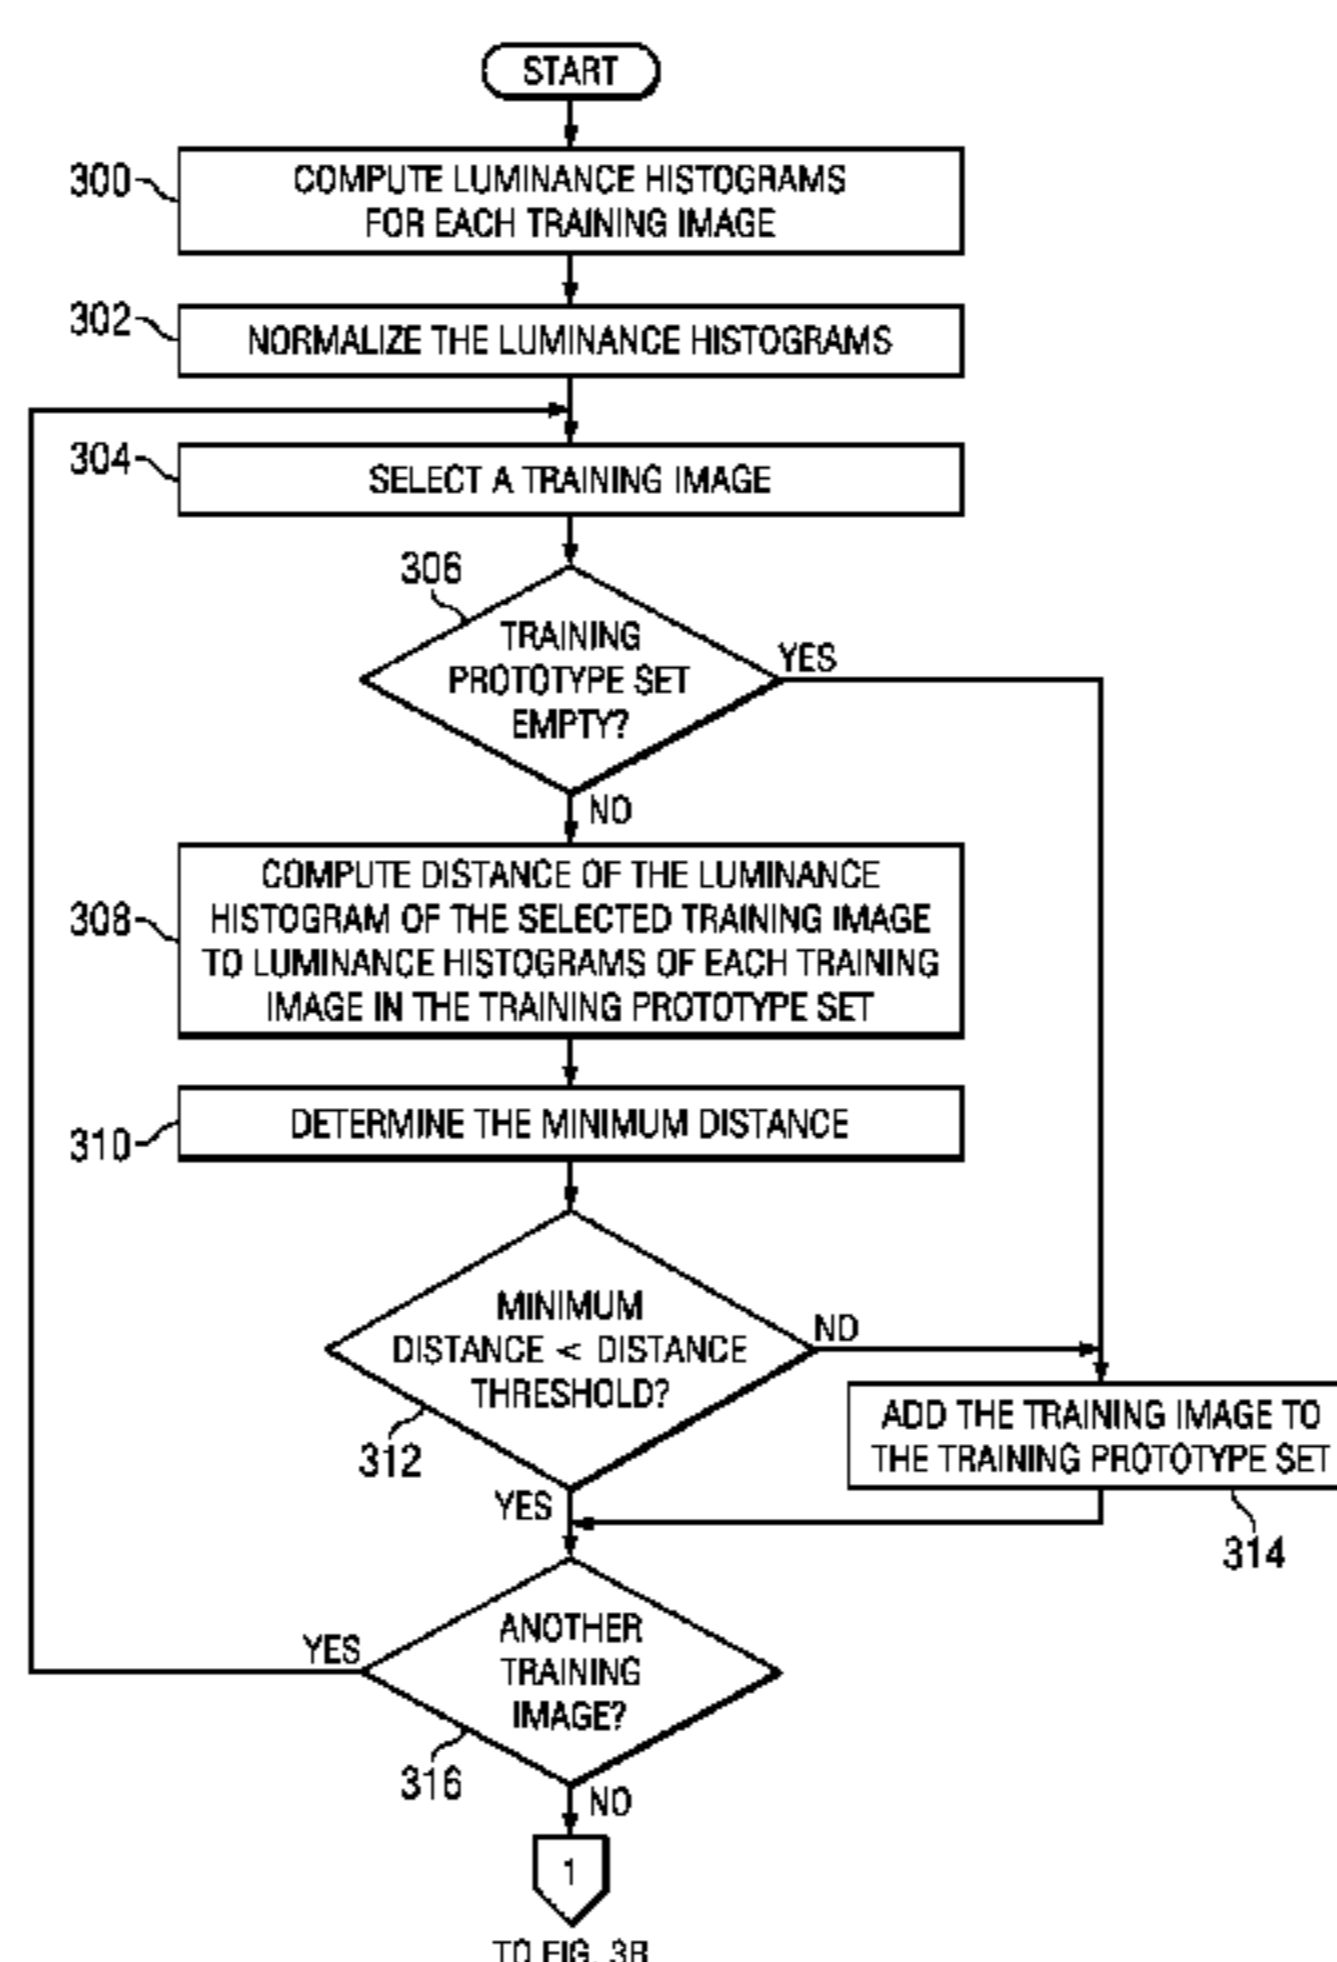 START
300
COMPUTE LUMINANCE HISTOGRAMS
FOR EACH TRAINING IMAGE
302
NORMALIZE THE LUMINANCE HISTOGRAMS
304
SELECT A TRAINING IMAGE
306
TRAINING
PROTOTYPE SET
EMPTY?
YES
NO
308
COMPUTE DISTANCE OF THE LUMINANCE
HISTOGRAM OF THE SELECTED TRAINING IMAGE
TO LUMINANCE HISTOGRAMS OF EACH TRAINING
IMAGE IN THE TRAINING PROTOTYPE SET
310
DETERMINE THE MINIMUM DISTANCE
MINIMUM
DISTANCE < DISTANCE
THRESHOLD?
NO
312
YES
ADD THE TRAINING IMAGE TO
THE TRAINING PROTOTYPE SET
314
ANOTHER
TRAINING
IMAGE?
YES
316
NO
1
TO FIG. 3B